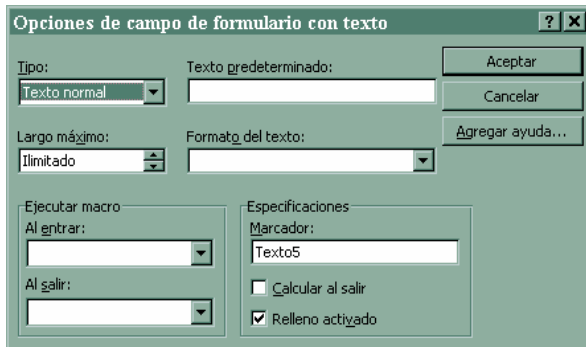 Opciones de campo de formulario con texto
Tipo:
Texto predeterminado:
Aceptar
Texto normal
Cancelar
Largo máximo:
Formato del texto:
Agregar ayuda...
Ilimitado
Ejecutar macro
Especificaciones
Al entrar:
Marcador:
Texto5
Al salir:
Calcular al salir
Relleno activado